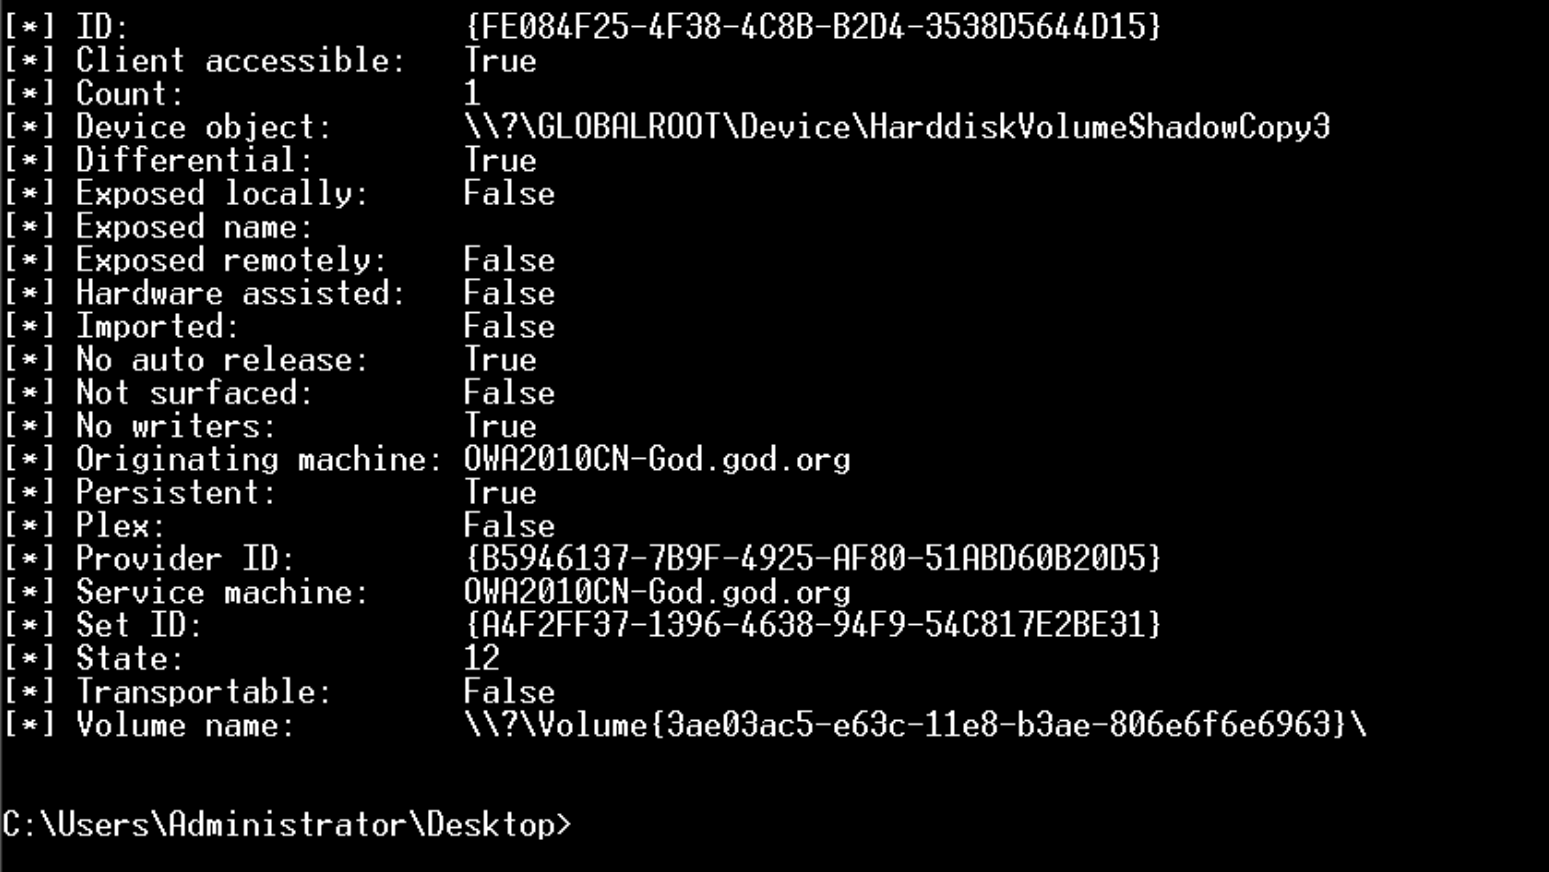 [*] ID:                  {FE084F25-4F38-4C8B-B2D4-3538D5644D15}
[*] Client accessible:   True
[*] Count:               1
[*] Device object:       \\?\GLOBALROOT\Device\HarddiskVolumeShadowCopy3
[*] Differential:        True
[*] Exposed locally:     False
[*] Exposed name:
[*] Exposed remotely:    False
[*] Hardware assisted:   False
[*] Imported:            False
[*] No auto release:     True
[*] Not surfaced:        False
[*] No writers:          True
[*] Originating machine: OWA2010CN-God.god.org
[*] Persistent:          True
[*] Plex:                False
[*] Provider ID:         {B5946137-7B9F-4925-AF80-51ABD60B20D5}
[*] Service machine:     OWA2010CN-God.god.org
[*] Set ID:              {A4F2FF37-1396-4638-94F9-54C817E2BE31}
[*] State:               12
[*] Transportable:       False
[*] Volume name:         \\?\Volume{3ae03ac5-e63c-11e8-b3ae-806e6f6e6963}\
C:\Users\Administrator\Desktop>